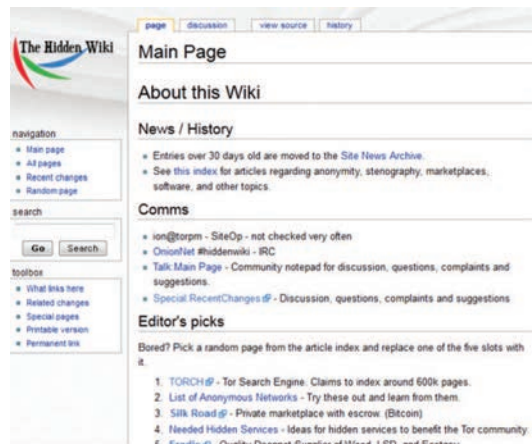 page discussion view source history
The Hidden Wiki
Main Page
About this Wiki
navigation
Main page
All pages
Recent changes
Random page
search
Go Search
toolbox
What links here
Related changes
Special pages
Printable version
Permanent link
News / History
Entries over 30 days old are moved to the Site News Archive.
See this index for articles regarding anonymity, stenography, marketplaces,
software, and other topics.
Comms
ion@torpm - SiteOp - not checked very often
OnionNet #hiddenwiki - IRC
Talk Main Page - Community notepad for discussion, questions, complaints and
suggestions.
Special RecentChanges - Discussion, questions, complaints and suggestions
Editor's picks
Bored? Pick a random page from the article index and replace one of the five slots with
it.
1. TORCH - Tor Search Engine. Claims to index around 600k pages.
2. List of Anonymous Networks - Try these out and learn from them.
3. Silk Road - Private marketplace with escrow. (Bitcoin)
4. Needed Hidden Services - Ideas for hidden services to benefit the Tor community